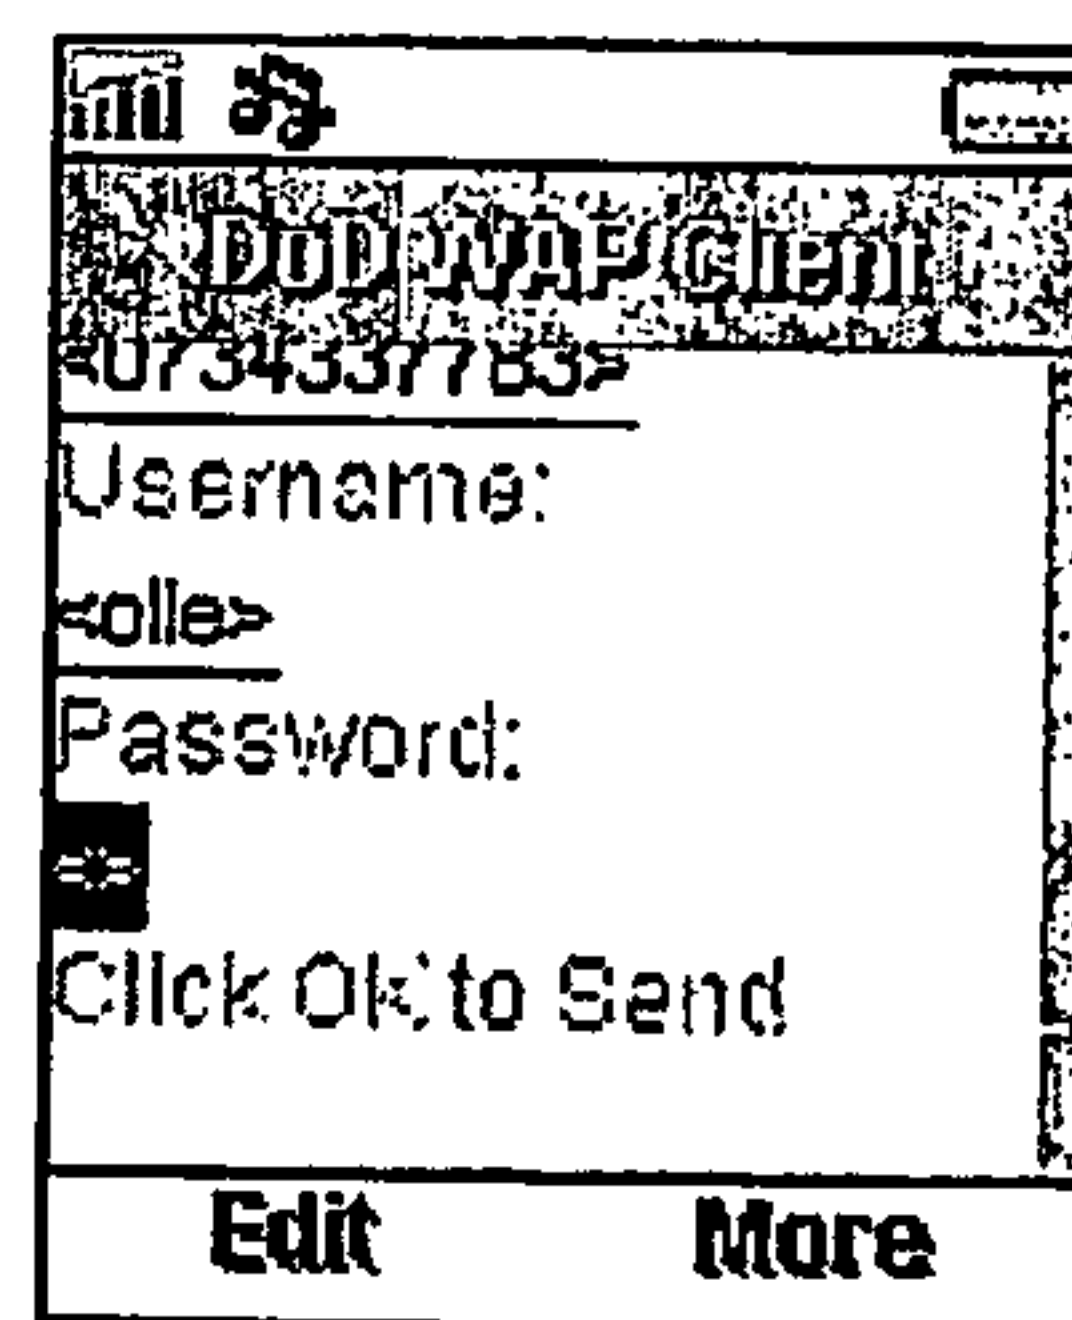 DoD WAP Client
<0734337783>
Username:
<olle>
Password:
<*>
Click Ok to Send
Edit More